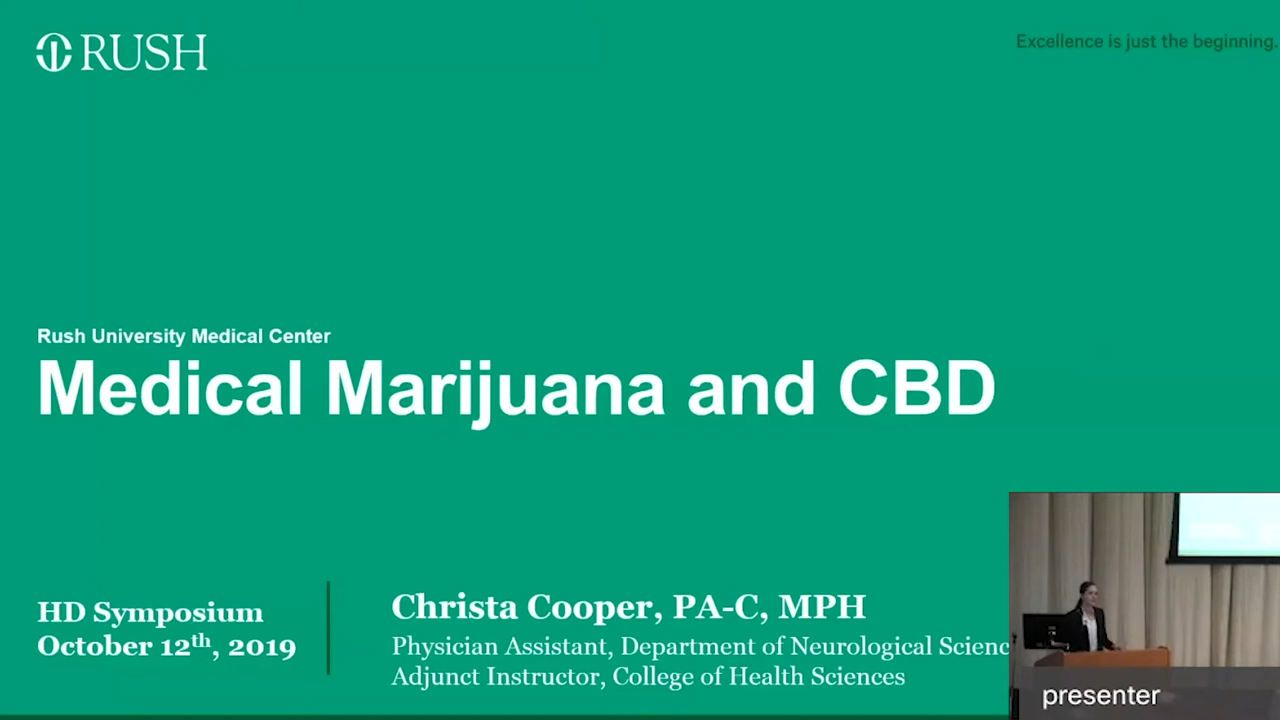 RUSH
Excellence is just the beginning.
Rush University Medical Center
Medical Marijuana and CBD
HD Symposium
October 12th, 2019
Christa Cooper, PA-C, MPH
Physician Assistant, Department of Neurological Scienc
Adjunct Instructor, College of Health Sciences
presenter